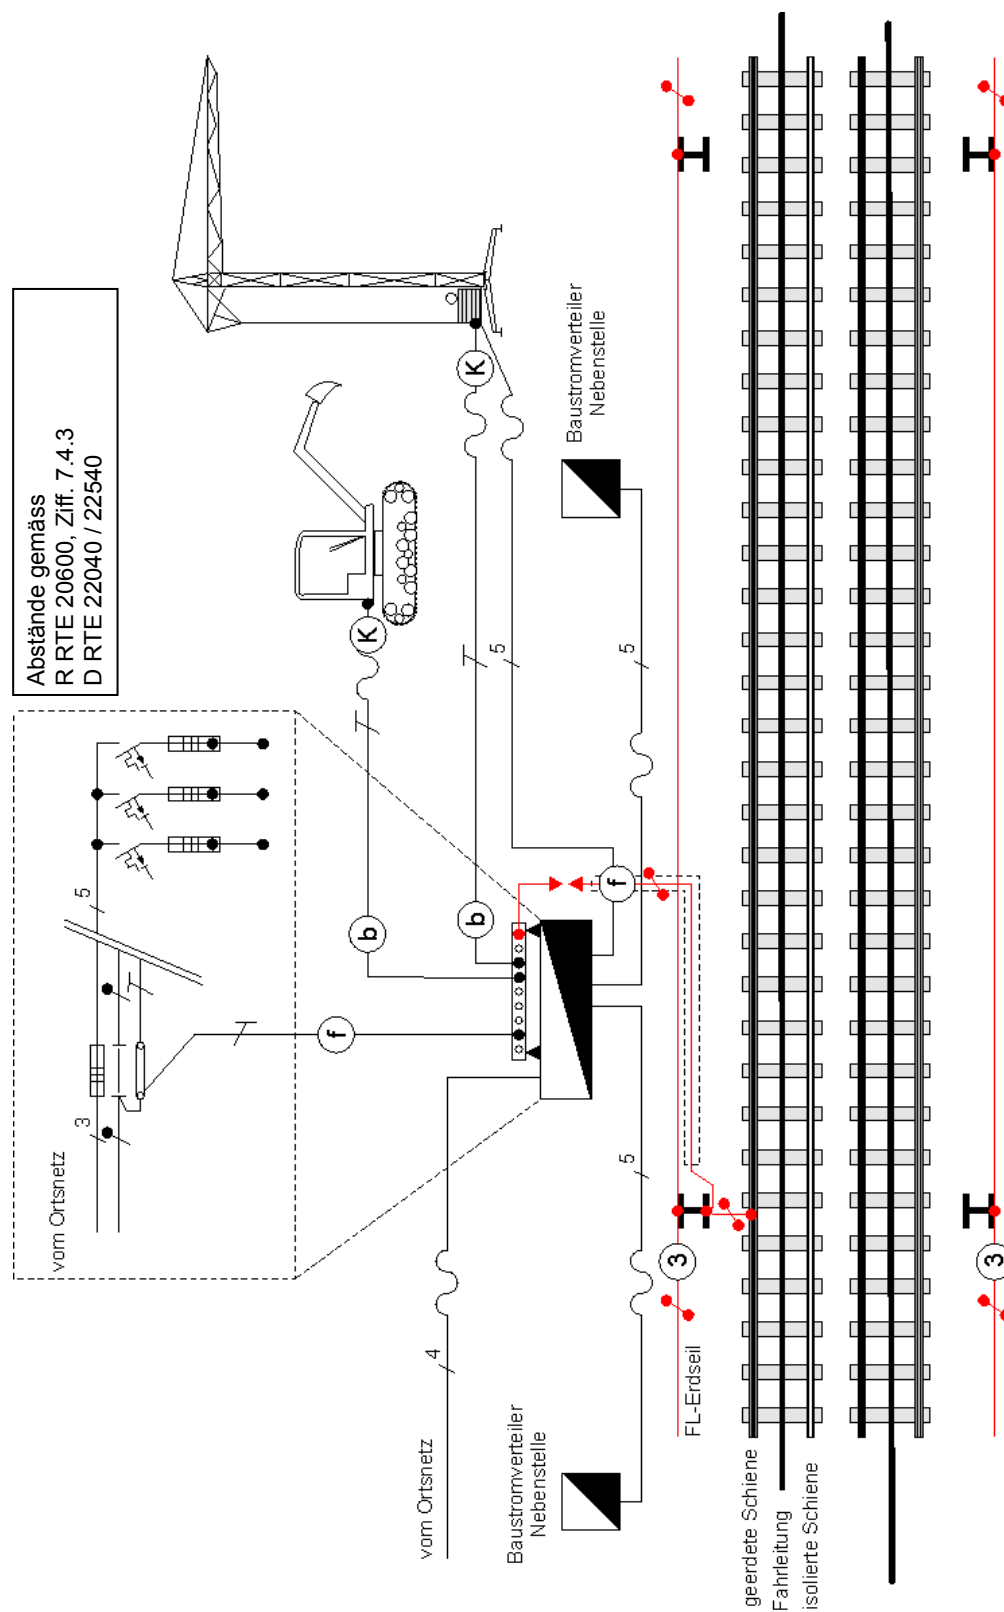 Abstände gemäss
R RTE 20600, Ziff. 7.4.3
D RTE 22040 / 22540
vom Ortsnetz
3
5
f
b
b
K
K
5
5
5
f
vom Ortsnetz
4
Baustromverteiler
Nebenstelle
Baustromverteiler
Nebenstelle
3
FL-Erdseil
geerdete Schiene
Fahrleitung
isolierte Schiene
3